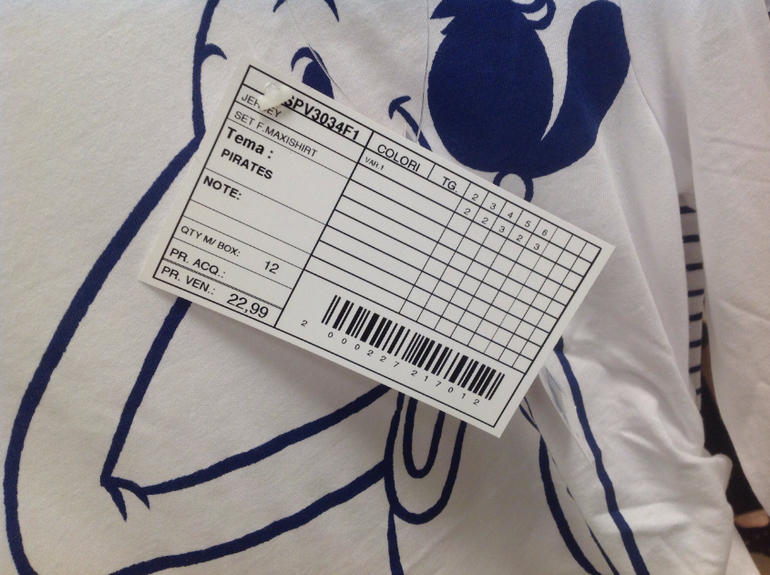 SPV3034F1
JERSEY
SET F.MAXISHIRT
Tema :
PIRATES
NOTE:
QTY M/ BOX: 12
PR. ACQ.:
PR. VEN.: 22,99
COLORI TG. 2 3 4 5 6
VAR.1 2 2 3 2 3
2 000227 217012